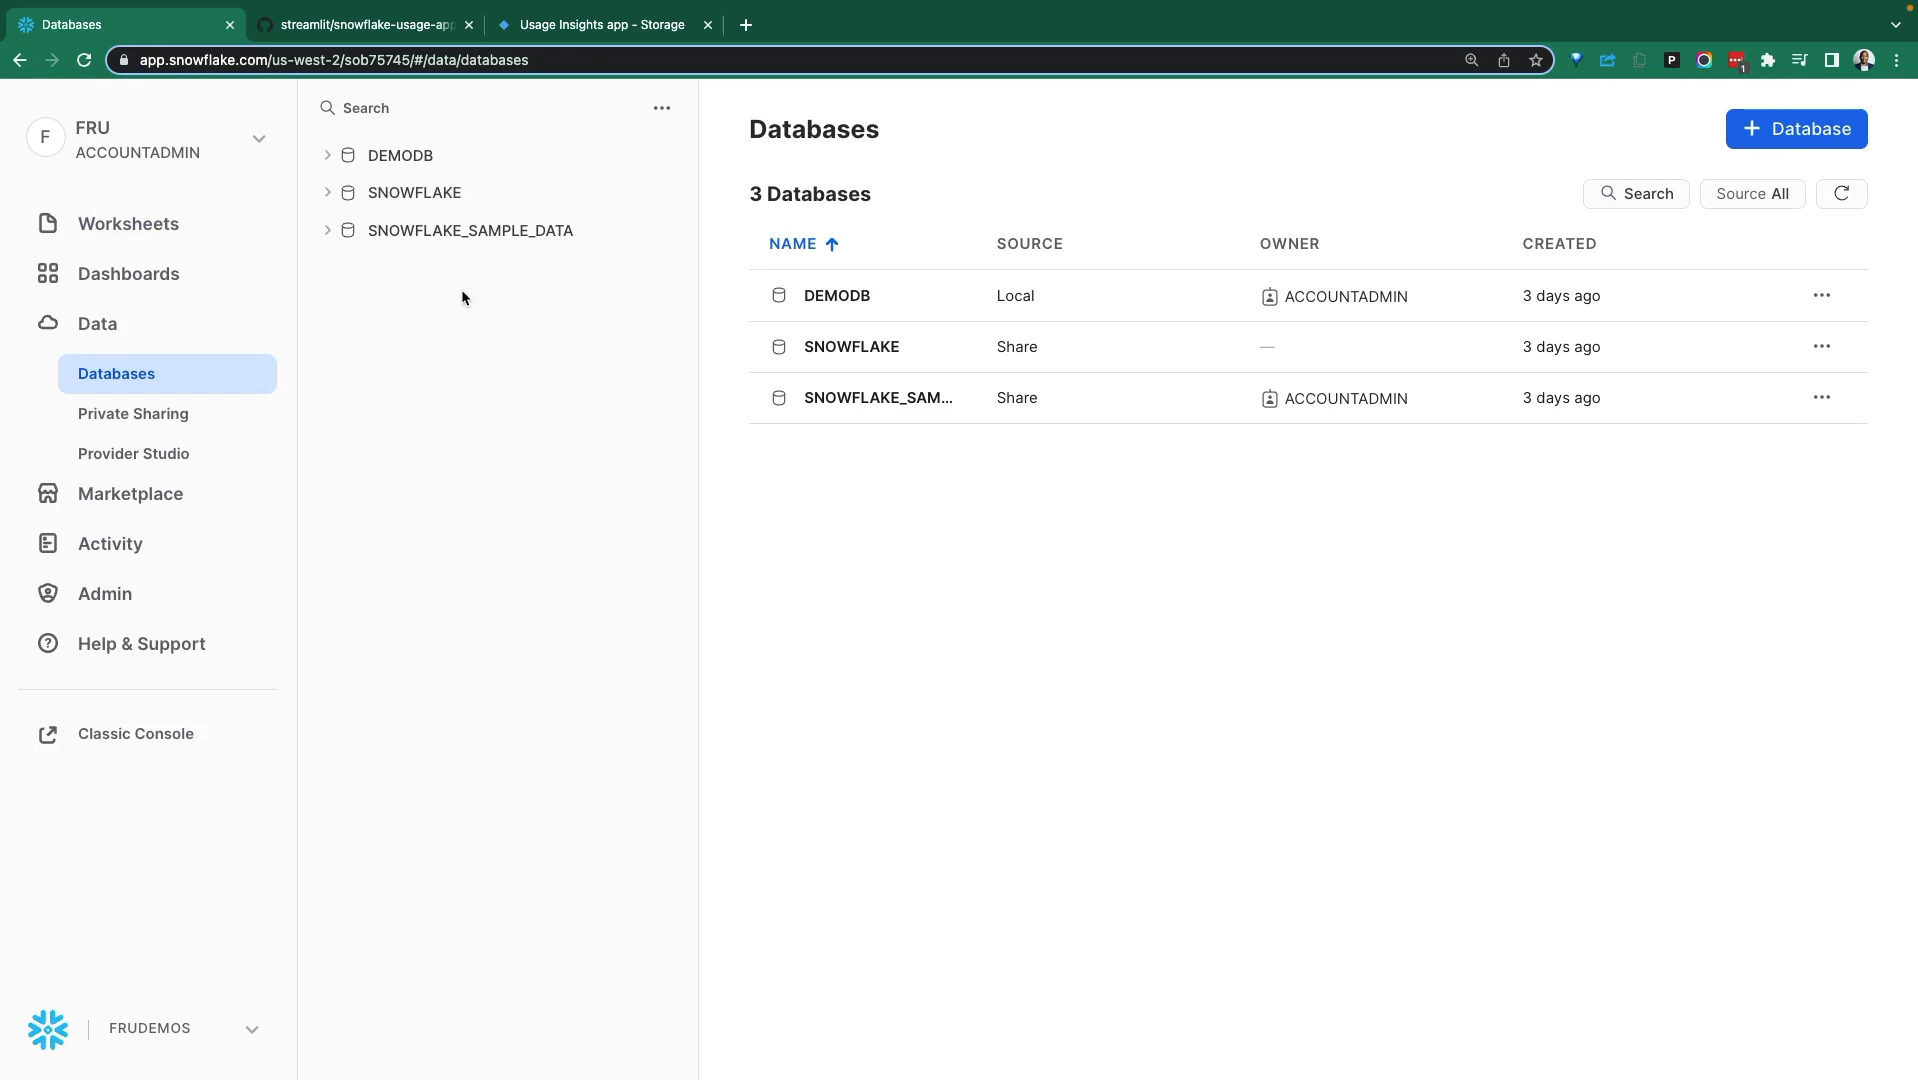 Databases
streamlit/snowflake-usage-app
Usage Insights app - Storage
app.snowflake.com/us-west-2/sob75745/#/data/databases
P
1
F
FRU
ACCOUNTADMIN
Worksheets
Dashboards
Data
Databases
Private Sharing
Provider Studio
Marketplace
Activity
Admin
Help & Support
Classic Console
FRUDEMOS
Search
DEMODB
SNOWFLAKE
SNOWFLAKE_SAMPLE_DATA
Databases
+ Database
3 Databases
Search
Source All
NAME SOURCE OWNER CREATED
DEMODB Local ACCOUNTADMIN 3 days ago
SNOWFLAKE Share — 3 days ago
SNOWFLAKE_SAM... Share ACCOUNTADMIN 3 days ago